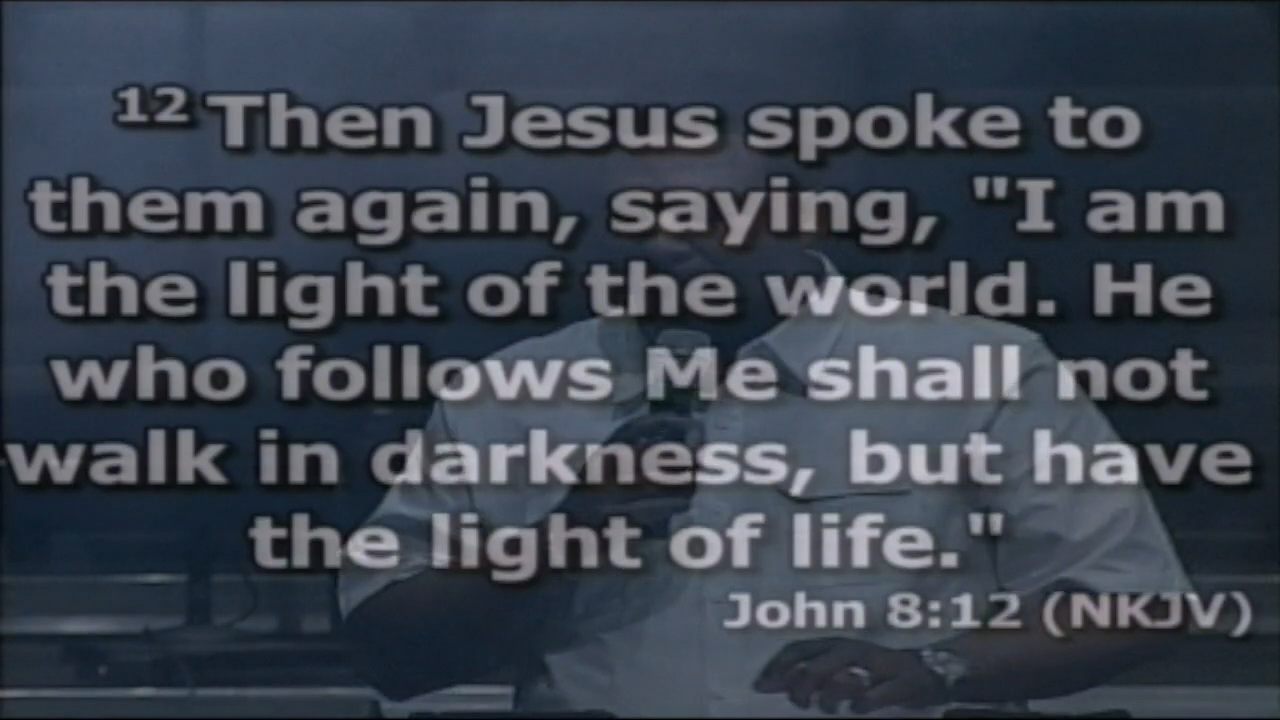 12 Then Jesus spoke to
them again, saying, "I am
the light of the world. He
who follows Me shall not
walk in darkness, but have
the light of life."
John 8:12 (NKJV)